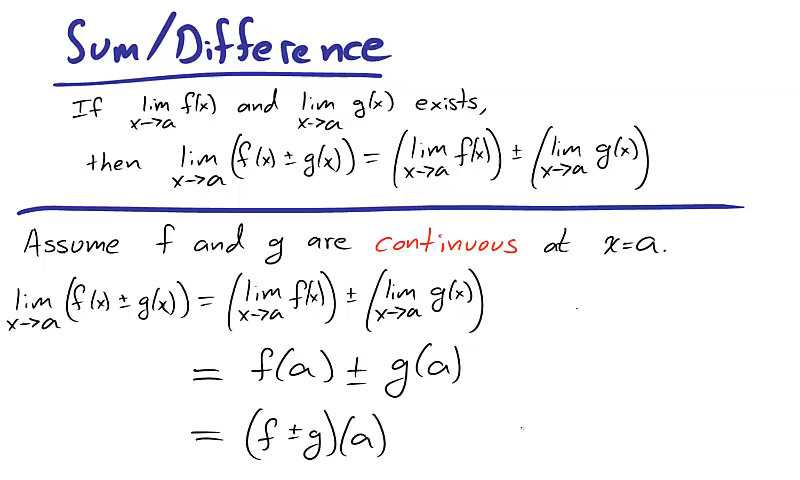 Sum/Difference
If lim x→a f(x) and lim x→a g(x) exists,
then lim x→a (f(x) ± g(x)) = (lim x→a f(x)) ± (lim x→a g(x))
Assume f and g are continuous at x=a.
lim x→a (f(x) ± g(x)) = (lim x→a f(x)) ± (lim x→a g(x))
= f(a) ± g(a)
= (f ± g)(a)